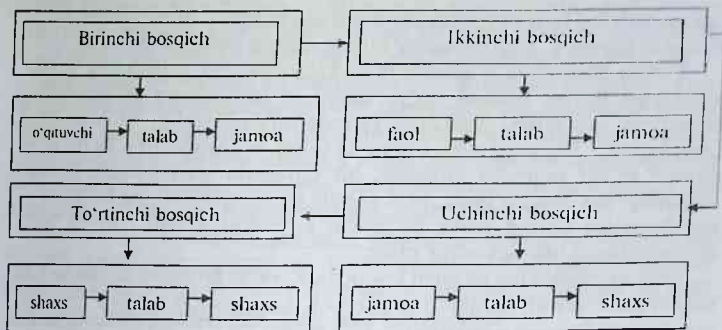 Birinchi bosqich
Ikkinchi bosqich
o'qituvchi talab jamoa
faol talab jamoa
To'rtinchi bosqich
Uchinchi bosqich
shaxs talab shaxs
jamoa talab shaxs